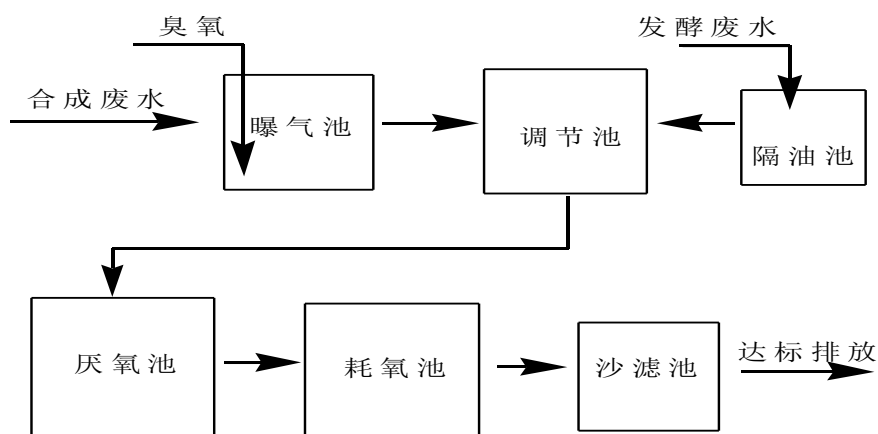 臭氧
发酵废水
合成废水
曝气池
调节池
隔油池
厌氧池
耗氧池
沙滤池
达标排放